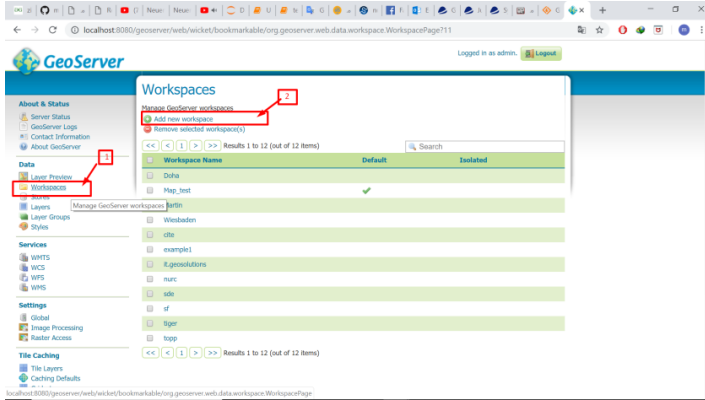 localhost:8080/geoserver/web/wicket/bookmarkable/org.geoserver.web.data.workspace.WorkspacePage?11
GeoServer
Logged in as admin.
Logout
About & Status
Server Status
GeoServer Logs
Contact Information
About GeoServer
Data
Layer Preview
Workspaces
Stores
Layers
Layer Groups
Styles
Services
WMTS
WCS
WFS
WMS
Settings
Global
Image Processing
Raster Access
Tile Caching
Tile Layers
Caching Defaults
1
Manage GeoServer workspaces
Workspaces
Manage GeoServer workspaces
2
Add new workspace
Remove selected workspace(s)
<< < 1 > >> Results 1 to 12 (out of 12 items)
Search
Workspace Name Default Isolated
Doha
Map_test
Wiesbaden
cite
example1
it.geosolutions
nurc
sde
sf
tiger
topp
<< < 1 > >> Results 1 to 12 (out of 12 items)
localhost:8080/geoserver/web/wicket/bookmarkable/org.geoserver.web.data.workspace.WorkspacePage